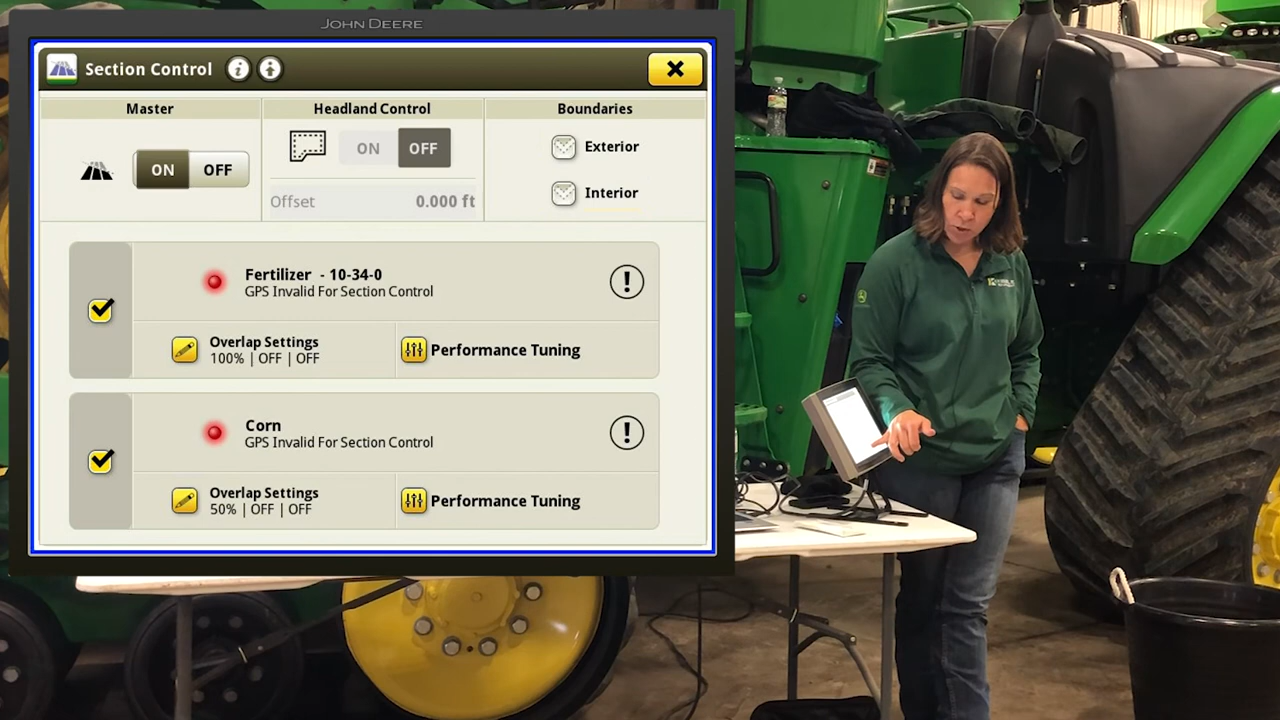 JOHN DEERE
Section Control
Master
Headland Control
Boundaries
ON OFF
ON OFF
Offset 0.000 ft
Exterior
Interior
Fertilizer - 10-34-0
GPS Invalid For Section Control
Overlap Settings
100% | OFF | OFF
Performance Tuning
Corn
GPS Invalid For Section Control
Overlap Settings
50% | OFF | OFF
Performance Tuning